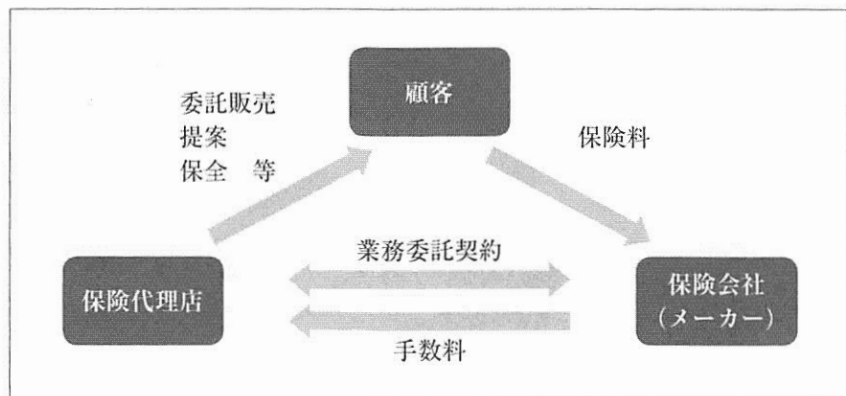 顧客
委託販売
提案
保全　等
保険料
業務委託契約
保険代理店
保険会社
（メーカー）
手数料